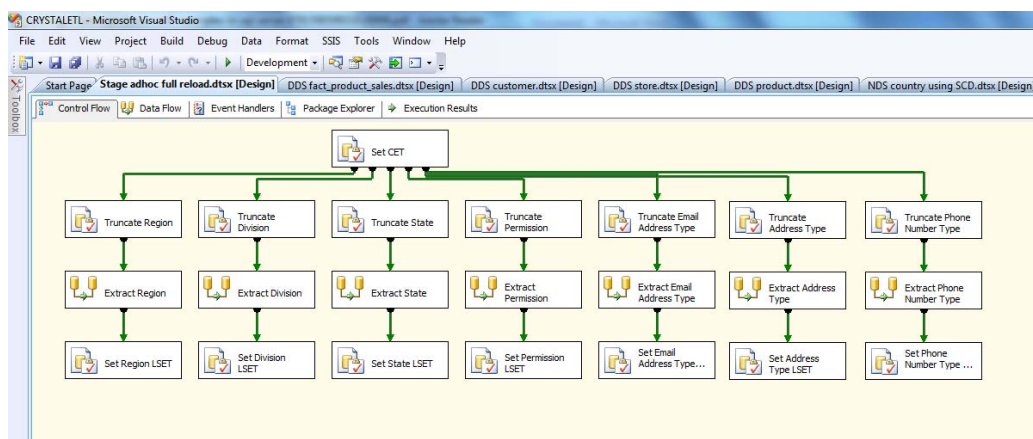 CRYSTALETL - Microsoft Visual Studio
File Edit View Project Build Debug Data Format SSIS Tools Window Help
Development
Start Page Stage adhoc full reload.dtsx [Design] DDS fact_product_sales.dtsx [Design] DDS customer.dtsx [Design] DDS store.dtsx [Design] DDS product.dtsx [Design] NDS country using SCD.dtsx [Design
Toolbox
Control Flow Data Flow Event Handlers Package Explorer Execution Results
Set CET
Truncate Region
Truncate
Division
Truncate State
Truncate
Permission
Truncate Email
Address Type
Truncate
Address Type
Truncate Phone
Number Type
Extract Region
Extract Division
Extract State
Extract
Permission
Extract Email
Address Type
Extract Address
Type
Extract Phone
Number Type
Set Region LSET
Set Division
LSET
Set State LSET
Set Permission
LSET
Set Email
Address Type...
Set Address
Type LSET
Set Phone
Number Type ...